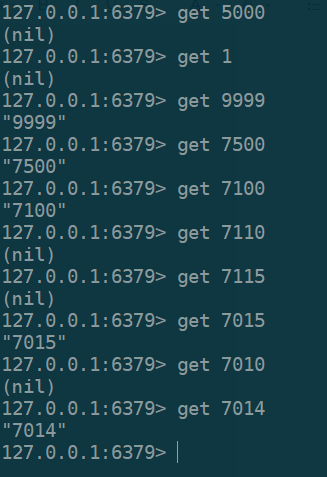 127.0.0.1:6379> get 5000
(nil)
127.0.0.1:6379> get 1
(nil)
127.0.0.1:6379> get 9999
"9999"
127.0.0.1:6379> get 7500
"7500"
127.0.0.1:6379> get 7100
"7100"
127.0.0.1:6379> get 7110
(nil)
127.0.0.1:6379> get 7115
(nil)
127.0.0.1:6379> get 7015
"7015"
127.0.0.1:6379> get 7010
(nil)
127.0.0.1:6379> get 7014
"7014"
127.0.0.1:6379>